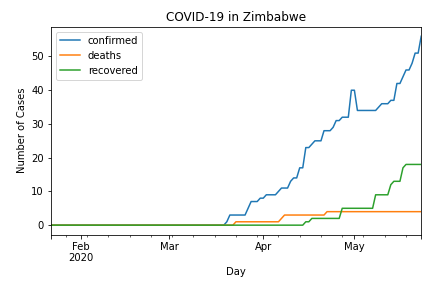 COVID-19 in Zimbabwe
confirmed
deaths
recovered
Number of Cases
50
40
30
20
10
0
Feb
2020
Mar
Apr
May
Day